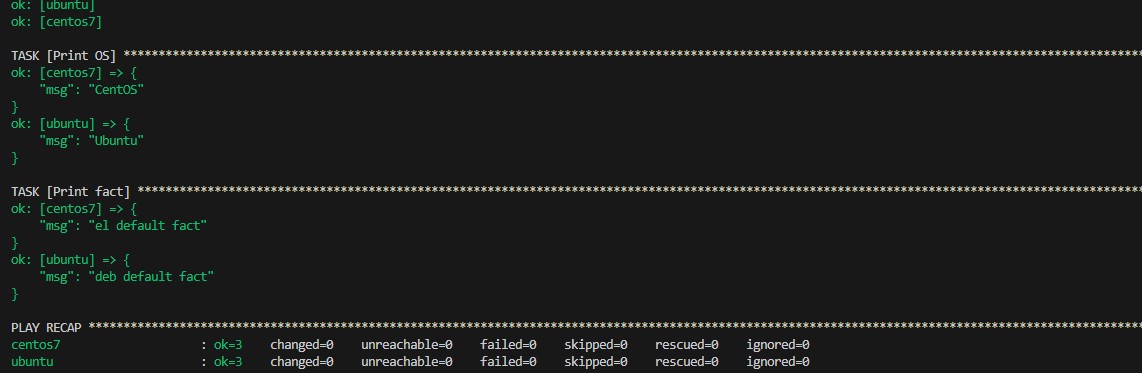 ok: [ubuntu]
ok: [centos7]

TASK [Print OS] ***************************************************************************************************************************************************
ok: [centos7] => {
    "msg": "CentOS"
}
ok: [ubuntu] => {
    "msg": "Ubuntu"
}

TASK [Print fact] *************************************************************************************************************************************************
ok: [centos7] => {
    "msg": "el default fact"
}
ok: [ubuntu] => {
    "msg": "deb default fact"
}

PLAY RECAP ********************************************************************************************************************************************************
centos7                    : ok=3    changed=0    unreachable=0    failed=0    skipped=0    rescued=0    ignored=0
ubuntu                     : ok=3    changed=0    unreachable=0    failed=0    skipped=0    rescued=0    ignored=0